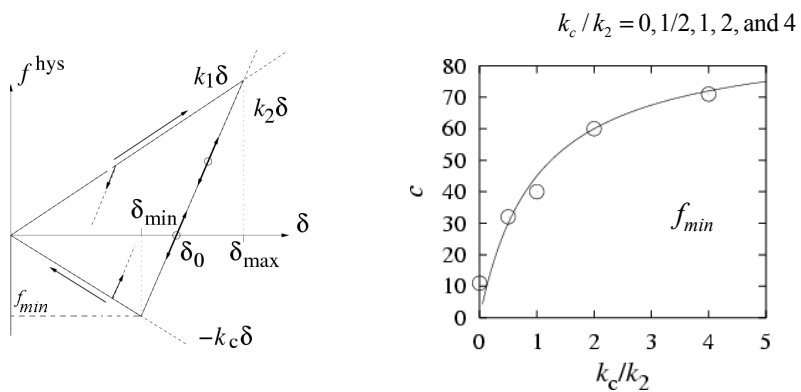 k_c / k_2 = 0, 1/2, 1, 2, and 4
f^hys
k_1δ
k_2δ
δ_min
δ
δ_0
δ_max
f_min
−k_cδ
80
70
60
50
40
30
20
10
0
c
f_min
0 1 2 3 4 5
k_c/k_2